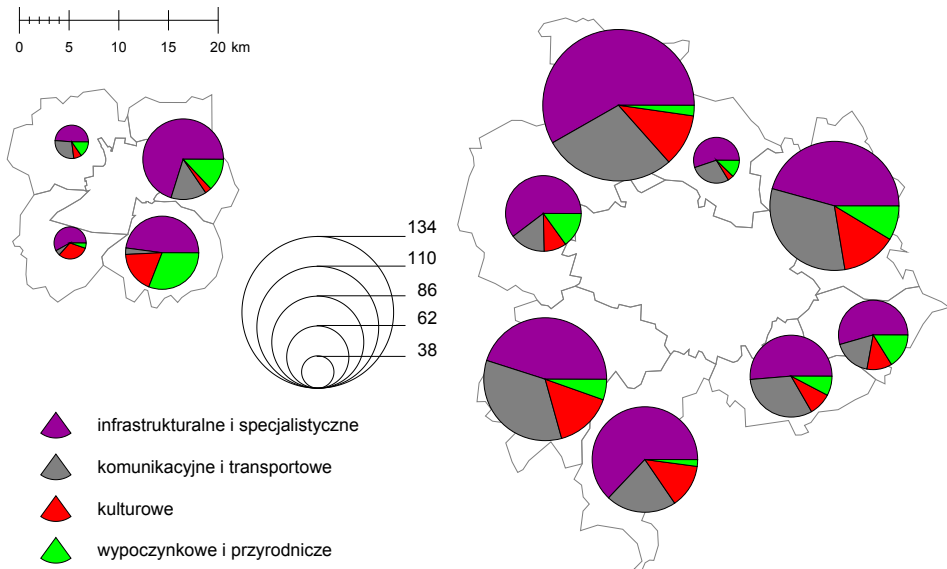 0 5 10 15 20 km
134
110
86
62
38
infrastrukturalne i specjalistyczne
komunikacyjne i transportowe
kulturowe
wypoczynkowe i przyrodnicze